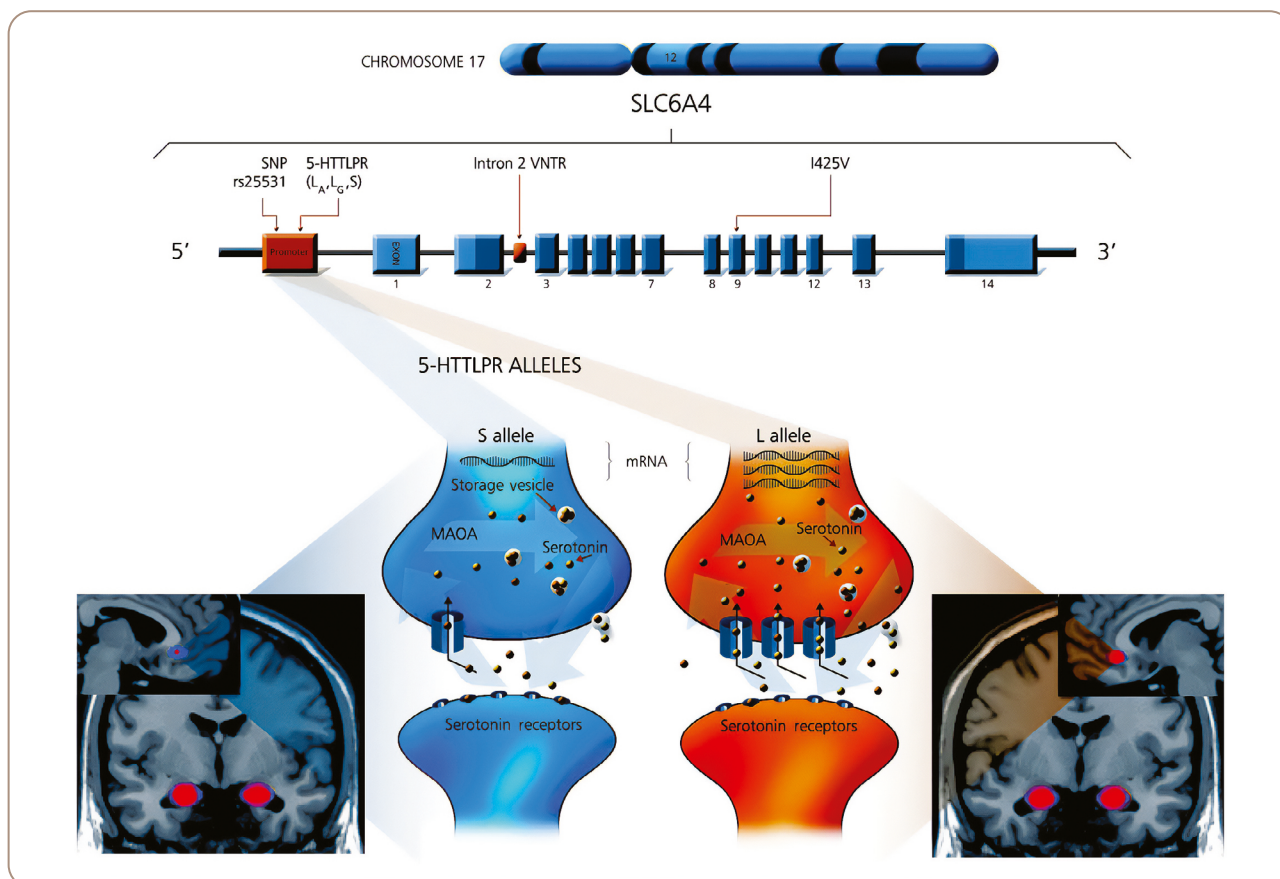 CHROMOSOME 17
12
SLC6A4
SNP
rs25531
5-HTTLPR
(L_A,L_G,S)
Intron 2 VNTR
I425V
5’
Promoter
EXON
3’
1
2
3
7
8
9
12
13
14
5-HTTLPR ALLELES
S allele
mRNA
L allele
Storage vesicle
MAOA
Serotonin
MAOA
Serotonin
Serotonin receptors
Serotonin receptors